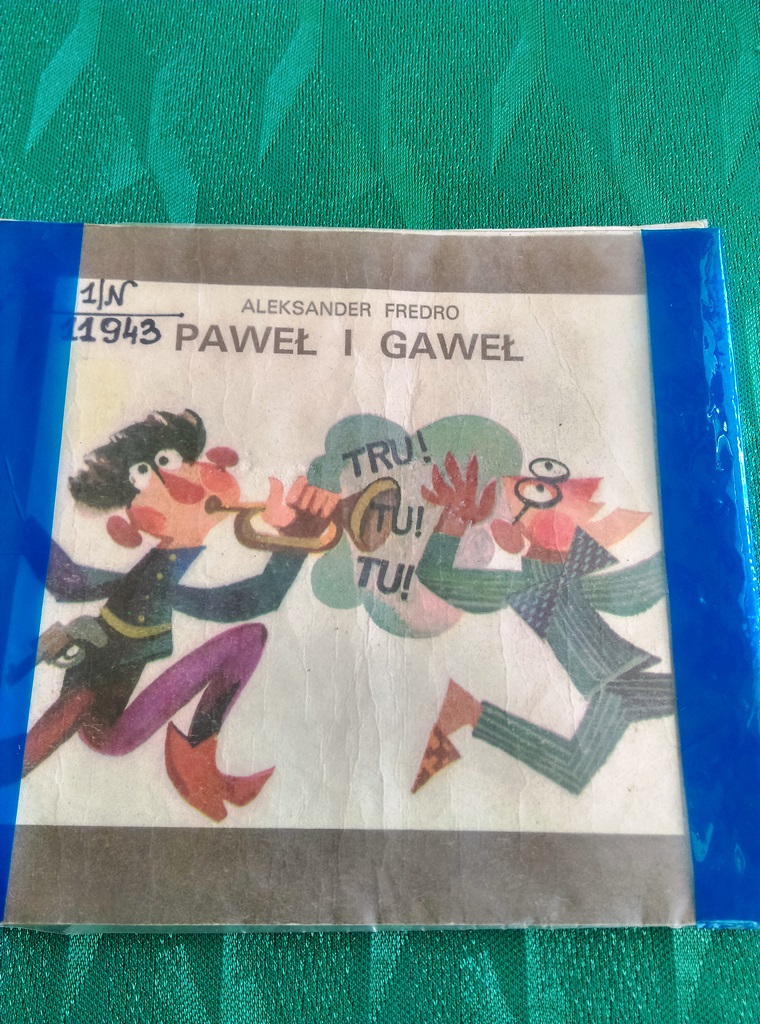 1/N
11943
ALEKSANDER FREDRO
PAWEŁ I GAWEŁ
TRU!
TU!
TU!